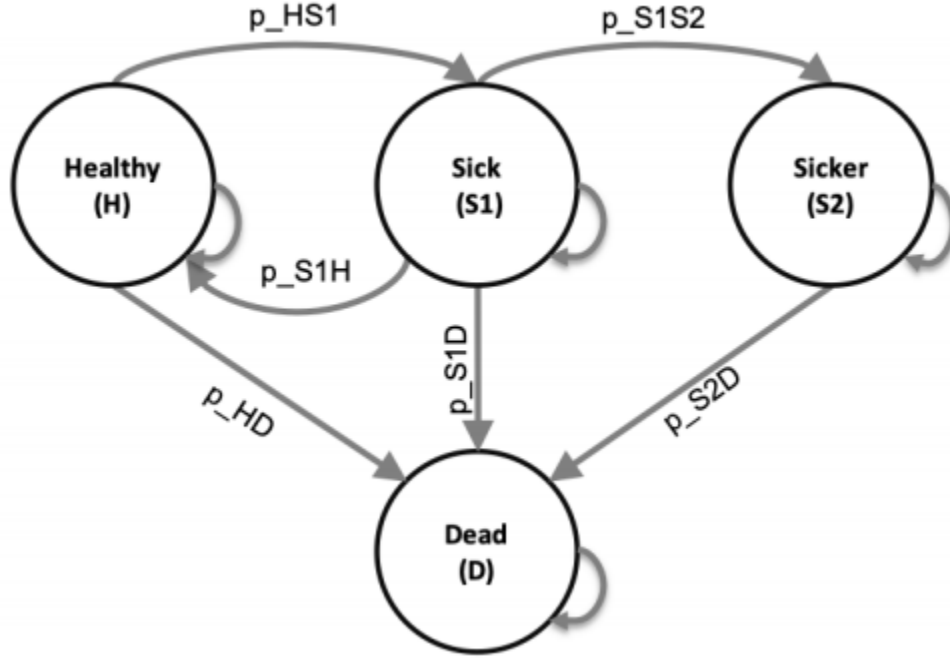 p_HS1
p_S1S2
Healthy
(H)
Sick
(S1)
Sicker
(S2)
p_S1H
p_HD
p_S1D
p_S2D
Dead
(D)